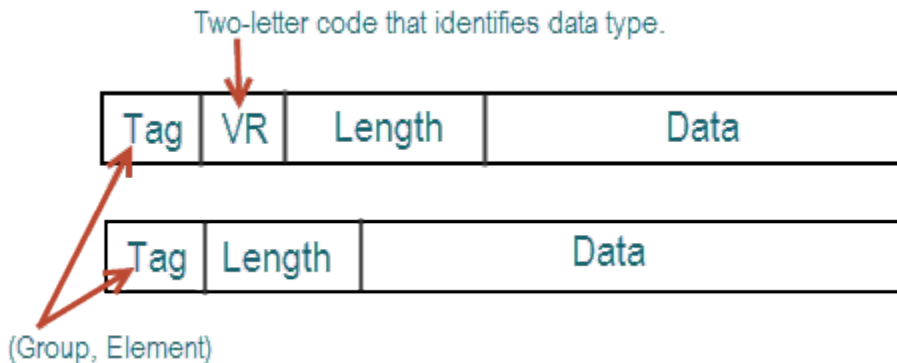 Two-letter code that identifies data type.
Tag VR Length Data
Tag Length Data
(Group, Element)